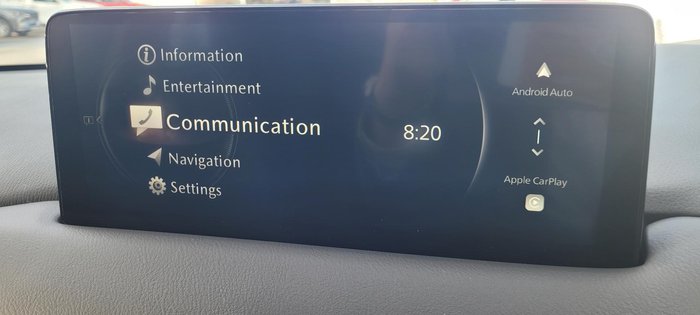 Information
Entertainment
Communication
Navigation
Settings
8:20
Android Auto
Apple CarPlay